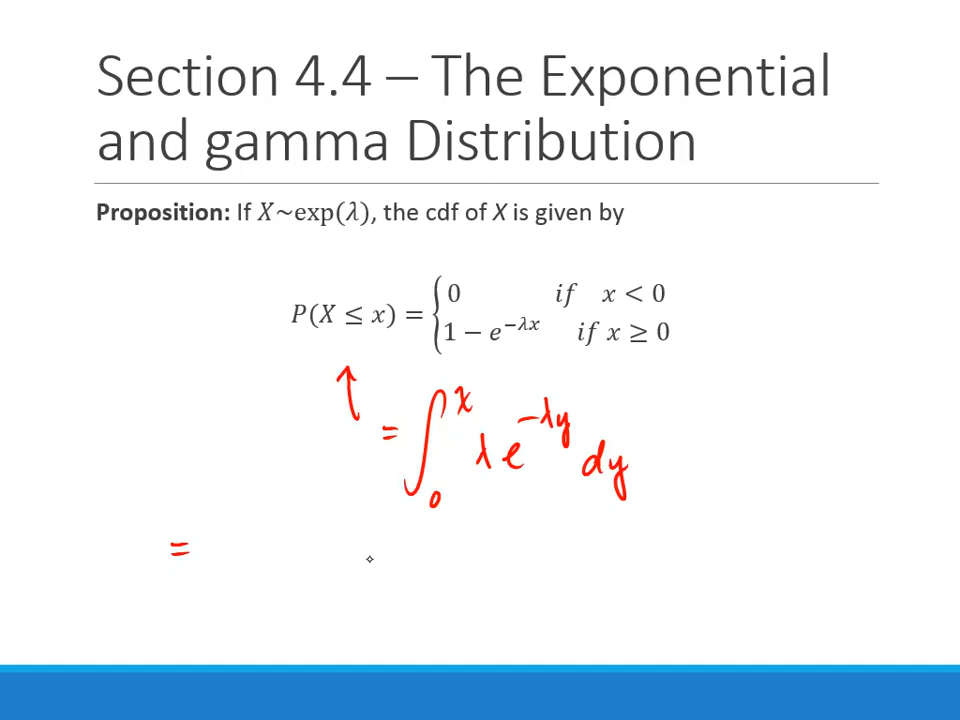 Section 4.4 – The Exponential
and gamma Distribution
Proposition: If X~exp(λ), the cdf of X is given by
P(X ≤ x) = {0 if x < 0
1 − e^{−λx} if x ≥ 0
↑ = ∫_0^x λ e^{−λy} dy
=